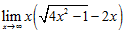 lim x→∞ x(√(4x² −1) − 2x)